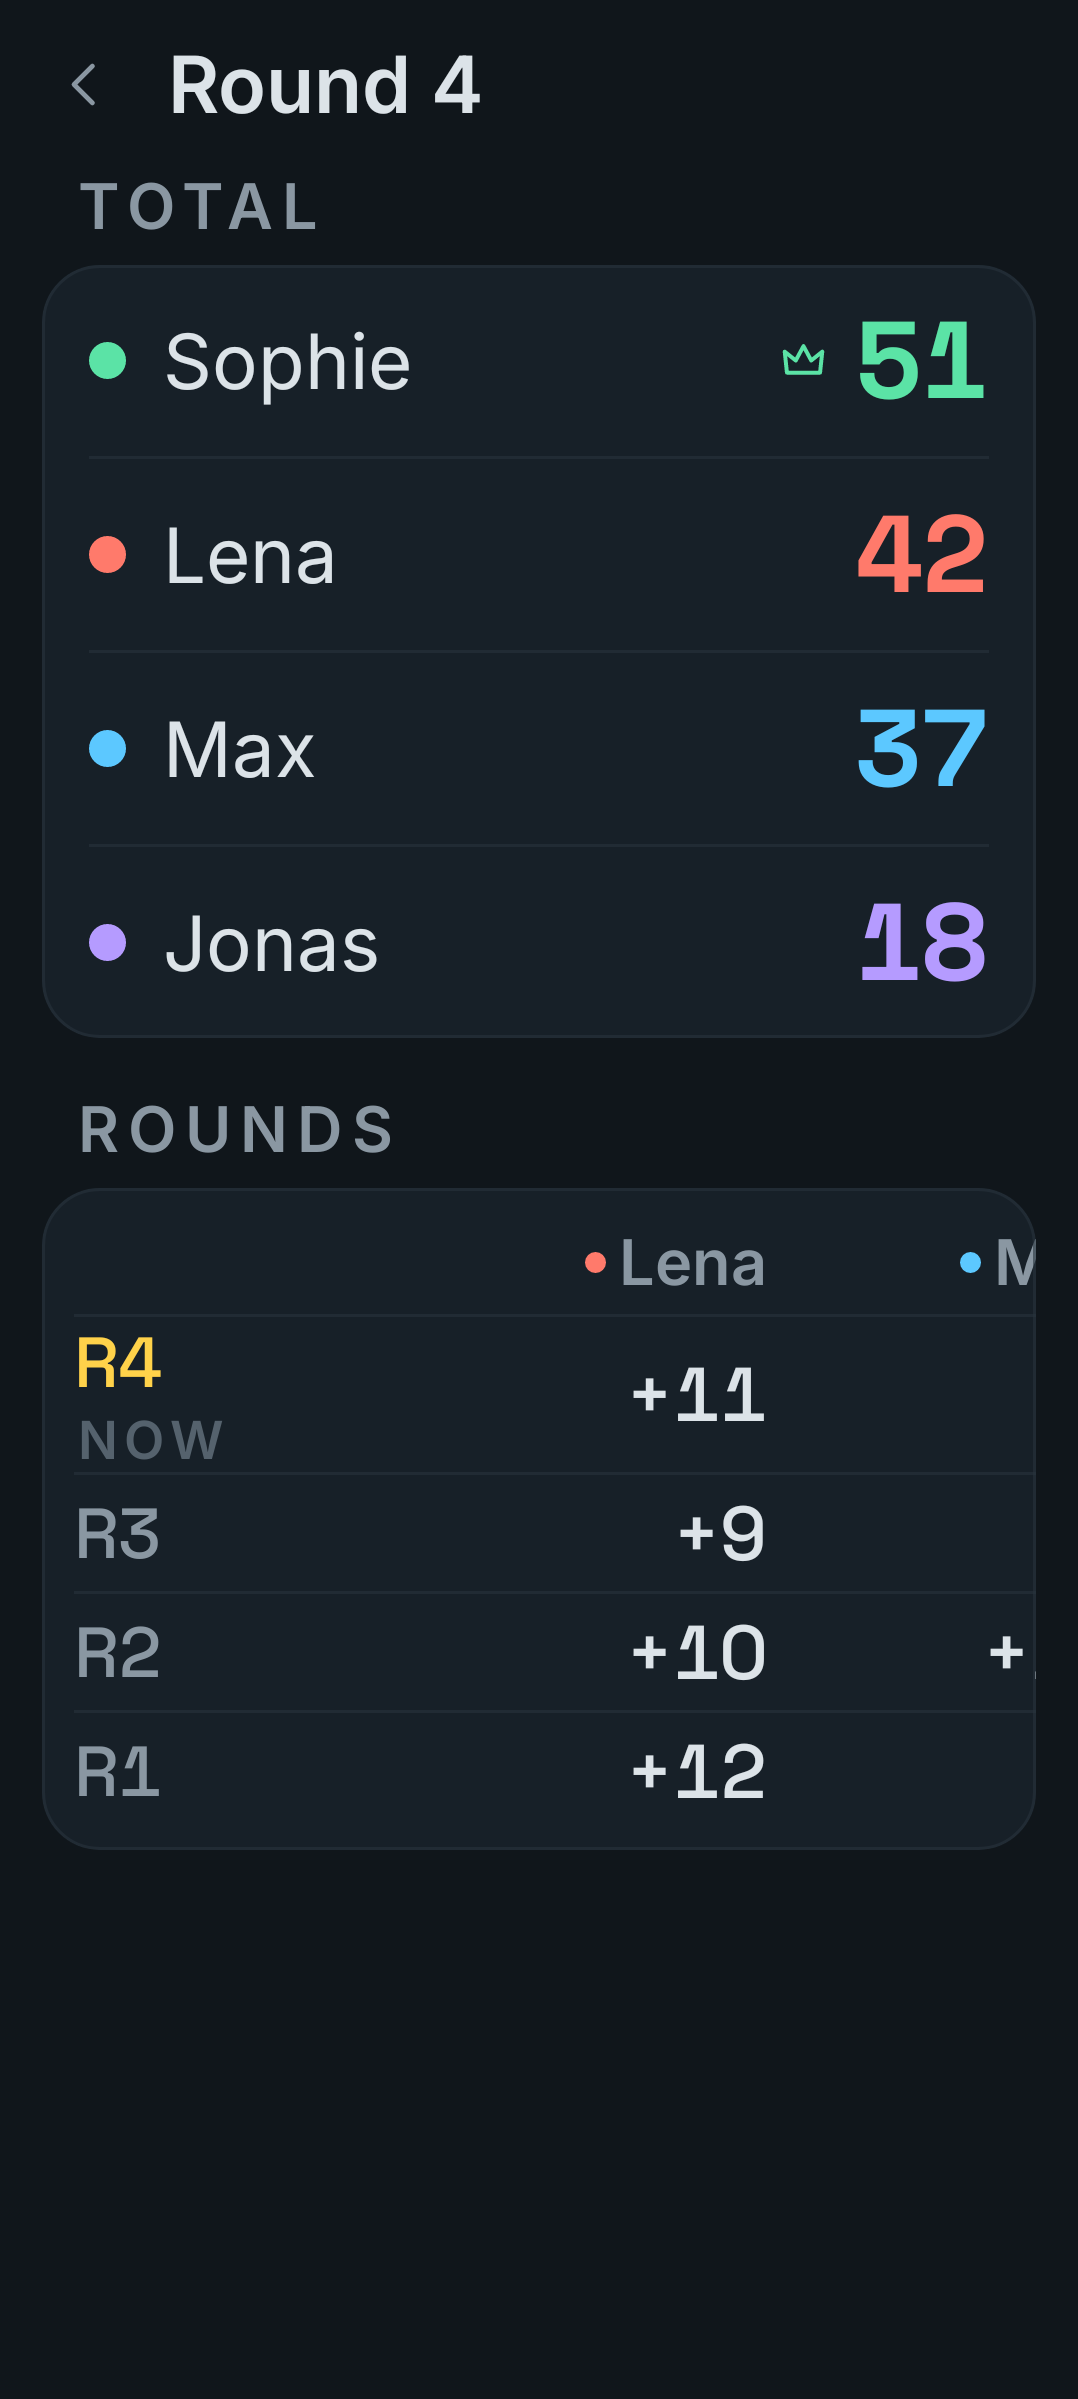 Round 4
TOTAL
Sophie 51
Lena 42
Max 37
Jonas 18
ROUNDS
Lena
R4 +11
NOW
R3 +9
R2 +10 +
R1 +12